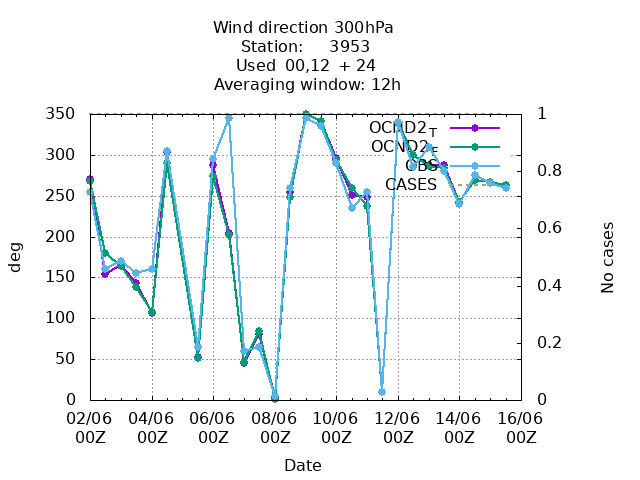 Wind direction 300hPa
Station: 3953
Used 00,12 + 24
Averaging window: 12h
350
300
250
200
150
100
50
0
deg
1
0.8
0.6
0.4
0.2
0
No cases
OCND2_T
OCND2_F
OBS
CASES
02/06 04/06 06/06 08/06 10/06 12/06 14/06 16/06
00Z 00Z 00Z 00Z 00Z 00Z 00Z 00Z
Date